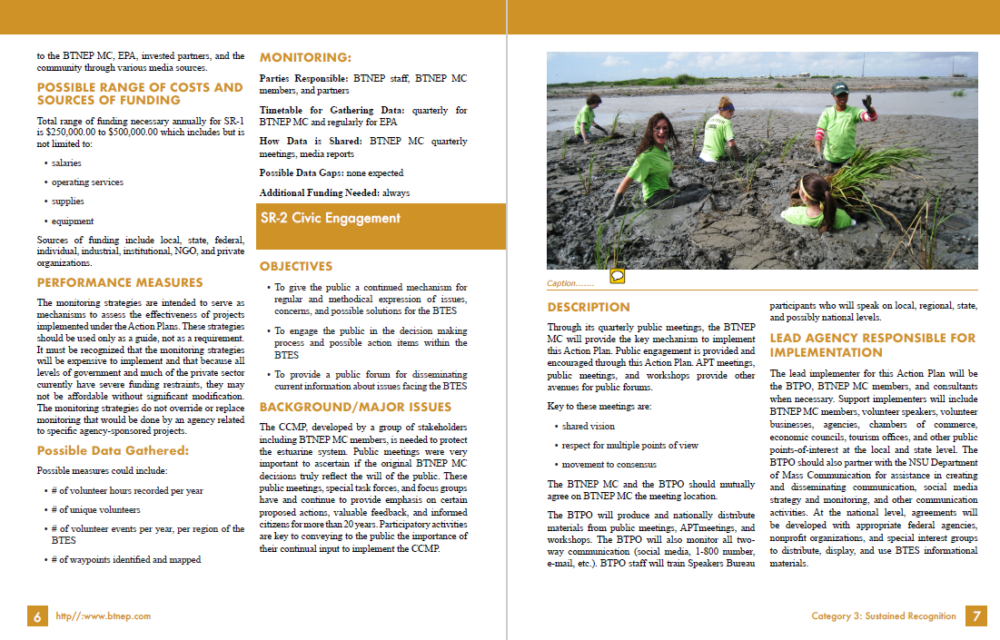 to the BTNEP MC, EPA, invested partners, and the
community through various media sources.
POSSIBLE RANGE OF COSTS AND
SOURCES OF FUNDING
Total range of funding necessary annually for SR-1
is $250,000.00 to $500,000.00 which includes but is
not limited to:
• salaries
• operating services
• supplies
• equipment
Sources of funding include local, state, federal,
individual, industrial, institutional, NGO, and private
organizations.
PERFORMANCE MEASURES
The monitoring strategies are intended to serve as
mechanisms to assess the effectiveness of projects
implemented under the Action Plans. These strategies
should be used only as a guide, not as a requirement.
It must be recognized that the monitoring strategies
will be expensive to implement and that because all
levels of government and much of the private sector
currently have severe funding restraints, they may
not be affordable without significant modification.
The monitoring strategies do not override or replace
monitoring that would be done by an agency related
to specific agency-sponsored projects.
Possible Data Gathered:
Possible measures could include:
• # of volunteer hours recorded per year
• # of unique volunteers
• # of volunteer events per year, per region of the
BTES
• # of waypoints identified and mapped
MONITORING:
Parties Responsible: BTNEP staff, BTNEP MC
members, and partners
Timetable for Gathering Data: quarterly for
BTNEP MC and regularly for EPA
How Data is Shared: BTNEP MC quarterly
meetings, media reports
Possible Data Gaps: none expected
Additional Funding Needed: always
SR-2 Civic Engagement
OBJECTIVES
• To give the public a continued mechanism for
regular and methodical expression of issues,
concerns, and possible solutions for the BTES
• To engage the public in the decision making
process and possible action items within the
BTES
• To provide a public forum for disseminating
current information about issues facing the BTES
BACKGROUND/MAJOR ISSUES
The CCMP, developed by a group of stakeholders
including BTNEP MC members, is needed to protect
the estuarine system. Public meetings were very
important to ascertain if the original BTNEP MC
decisions truly reflect the will of the public. These
public meetings, special task forces, and focus groups
have and continue to provide emphasis on certain
proposed actions, valuable feedback, and informed
citizens for more than 20 years. Participatory activities
are key to conveying to the public the importance of
their continual input to implement the CCMP.
6
http//:www.btnep.com
Caption.......
DESCRIPTION
Through its quarterly public meetings, the BTNEP
MC will provide the key mechanism to implement
this Action Plan. Public engagement is provided and
encouraged through this Action Plan. APT meetings,
public meetings, and workshops provide other
avenues for public forums.
Key to these meetings are:
• shared vision
• respect for multiple points of view
• movement to consensus
The BTNEP MC and the BTPO should mutually
agree on BTNEP MC the meeting location.
The BTPO will produce and nationally distribute
materials from public meetings, APTmeetings, and
workshops. The BTPO will also monitor all two-
way communication (social media, 1-800 number,
e-mail, etc.). BTPO staff will train Speakers Bureau
participants who will speak on local, regional, state,
and possibly national levels.
LEAD AGENCY RESPONSIBLE FOR
IMPLEMENTATION
The lead implementer for this Action Plan will be
the BTPO, BTNEP MC members, and consultants
when necessary. Support implementers will include
BTNEP MC members, volunteer speakers, volunteer
businesses, agencies, chambers of commerce,
economic councils, tourism offices, and other public
points-of-interest at the local and state level. The
BTPO should also partner with the NSU Department
of Mass Communication for assistance in creating
and disseminating communication, social media
strategy and monitoring, and other communication
activities. At the national level, agreements will
be developed with appropriate federal agencies,
nonprofit organizations, and special interest groups
to distribute, display, and use BTES informational
materials.
Category 3: Sustained Recognition
7